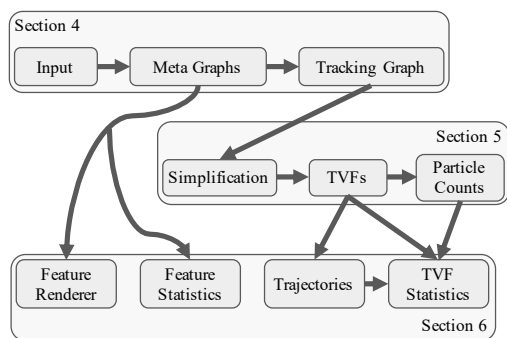 Section 4
Input
Meta Graphs
Tracking Graph
Section 5
Simplification
TVFs
Particle
Counts
Feature
Renderer
Feature
Statistics
Trajectories
TVF
Statistics
Section 6